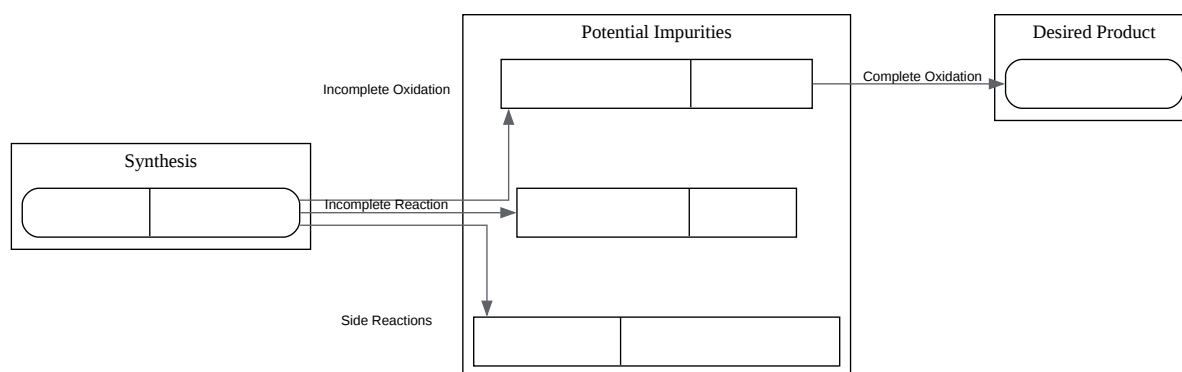 Potential Impurities
Desired Product
Complete Oxidation
Incomplete Oxidation
Synthesis
Incomplete Reaction
Side Reactions